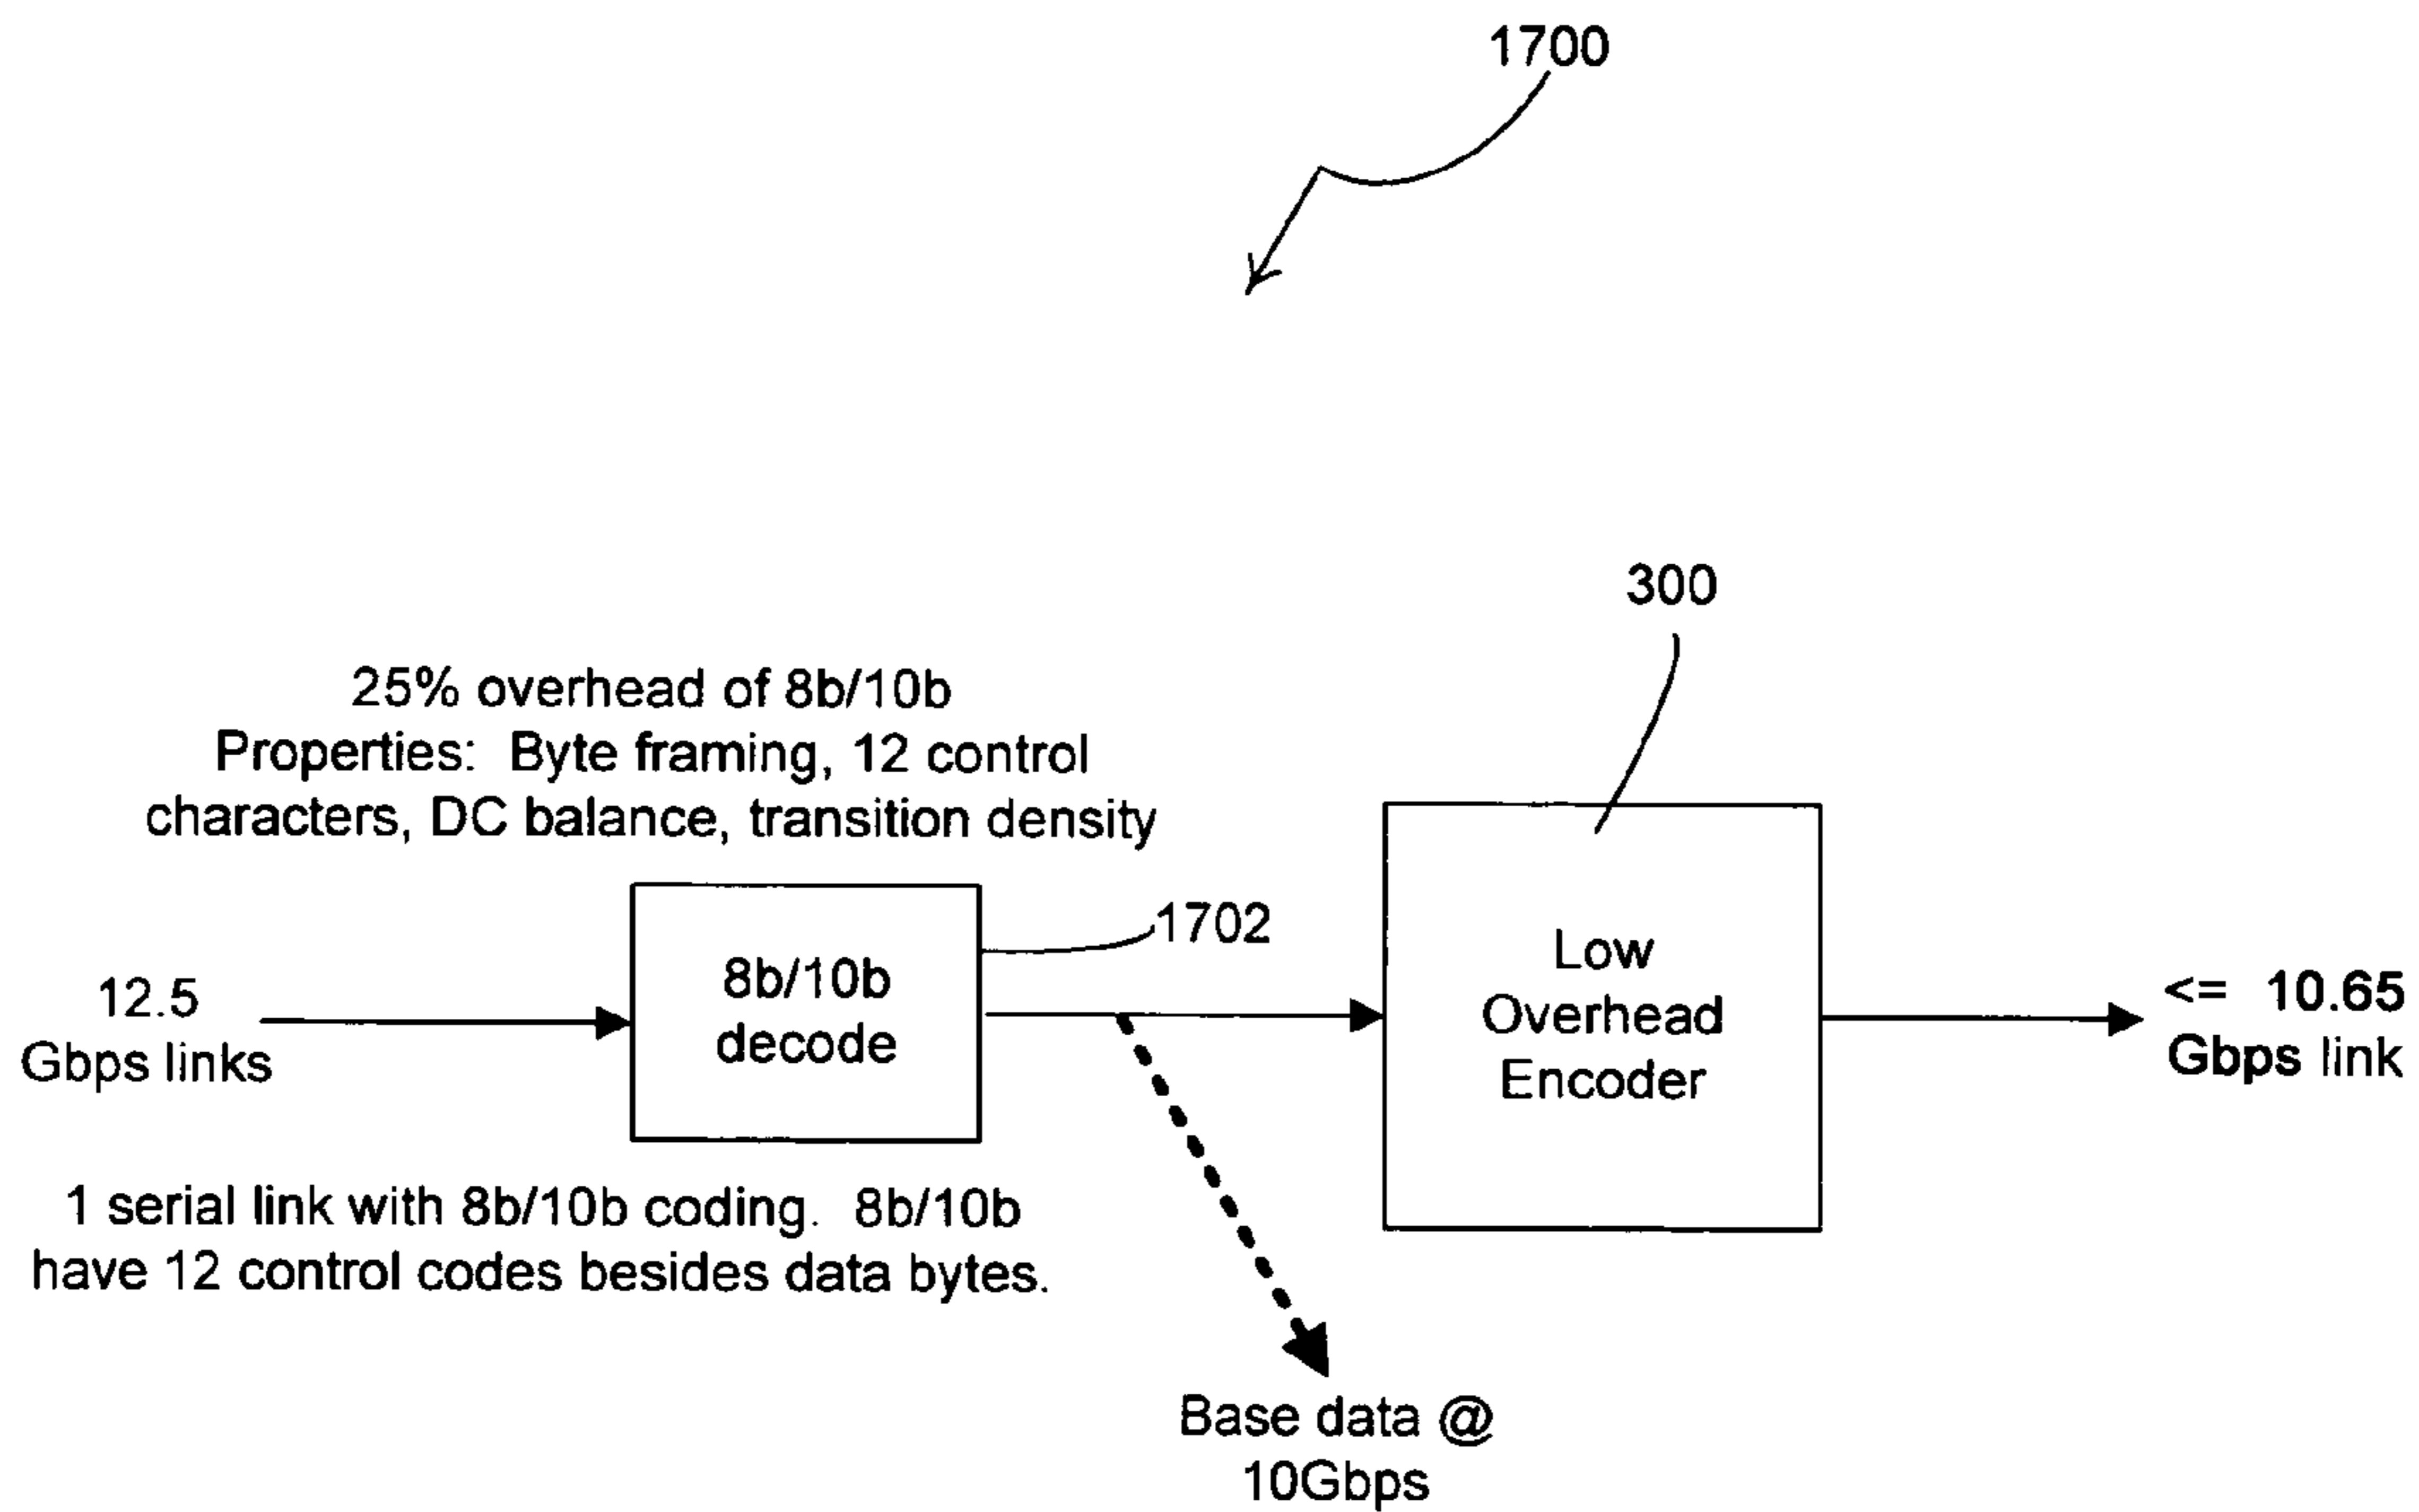 1700
300
25% overhead of 8b/10b
Properties: Byte framing, 12 control
characters, DC balance, transition density
1702
12.5
Gbps links
8b/10b
decode
Low
Overhead
Encoder
<= 10.65
Gbps link
1 serial link with 8b/10b coding. 8b/10b
have 12 control codes besides data bytes.
Base data @
10Gbps